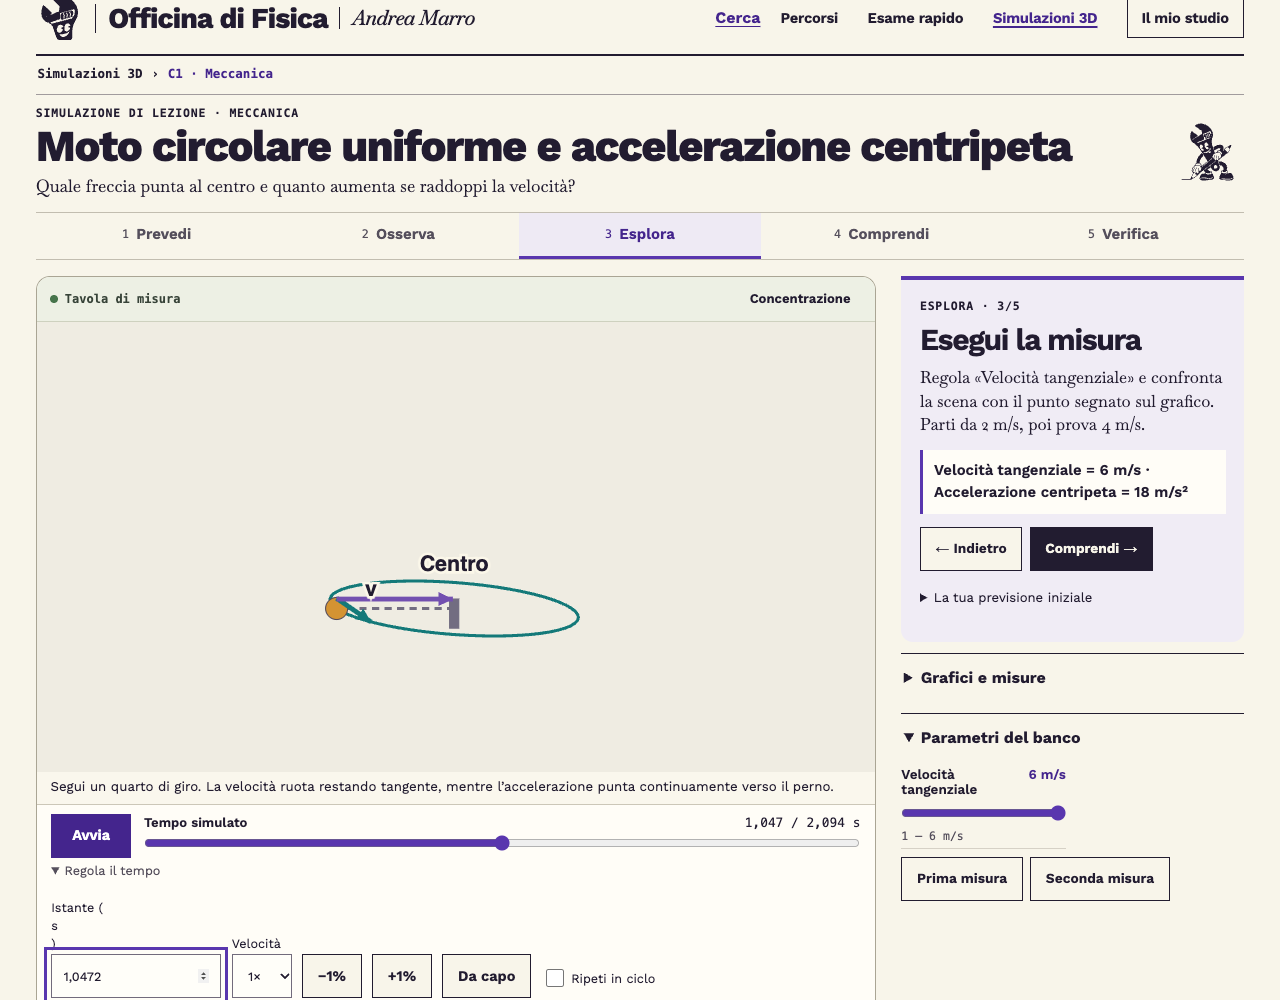 Officina di Fisica
Andrea Marro
Cerca
Percorsi
Esame rapido
Simulazioni 3D
Il mio studio
Simulazioni 3D › C1 · Meccanica
SIMULAZIONE DI LEZIONE · MECCANICA
Moto circolare uniforme e accelerazione centripeta
Quale freccia punta al centro e quanto aumenta se raddoppi la velocità?
1 Prevedi
2 Osserva
3 Esplora
4 Comprendi
5 Verifica
Tavola di misura
Concentrazione
Centro
v
Segui un quarto di giro. La velocità ruota restando tangente, mentre l’accelerazione punta continuamente verso il perno.
Avvia
Tempo simulato
1,047 / 2,094 s
▼ Regola il tempo
Istante (
s
)
1,0472
Velocità
1×
−1%
+1%
Da capo
Ripeti in ciclo
ESPLORA · 3/5
Esegui la misura
Regola «Velocità tangenziale» e confronta
la scena con il punto segnato sul grafico.
Parti da 2 m/s, poi prova 4 m/s.
Velocità tangenziale = 6 m/s ·
Accelerazione centripeta = 18 m/s²
← Indietro
Comprendi →
▶ La tua previsione iniziale
▶ Grafici e misure
▼ Parametri del banco
Velocità
tangenziale
6 m/s
1 – 6 m/s
Prima misura
Seconda misura